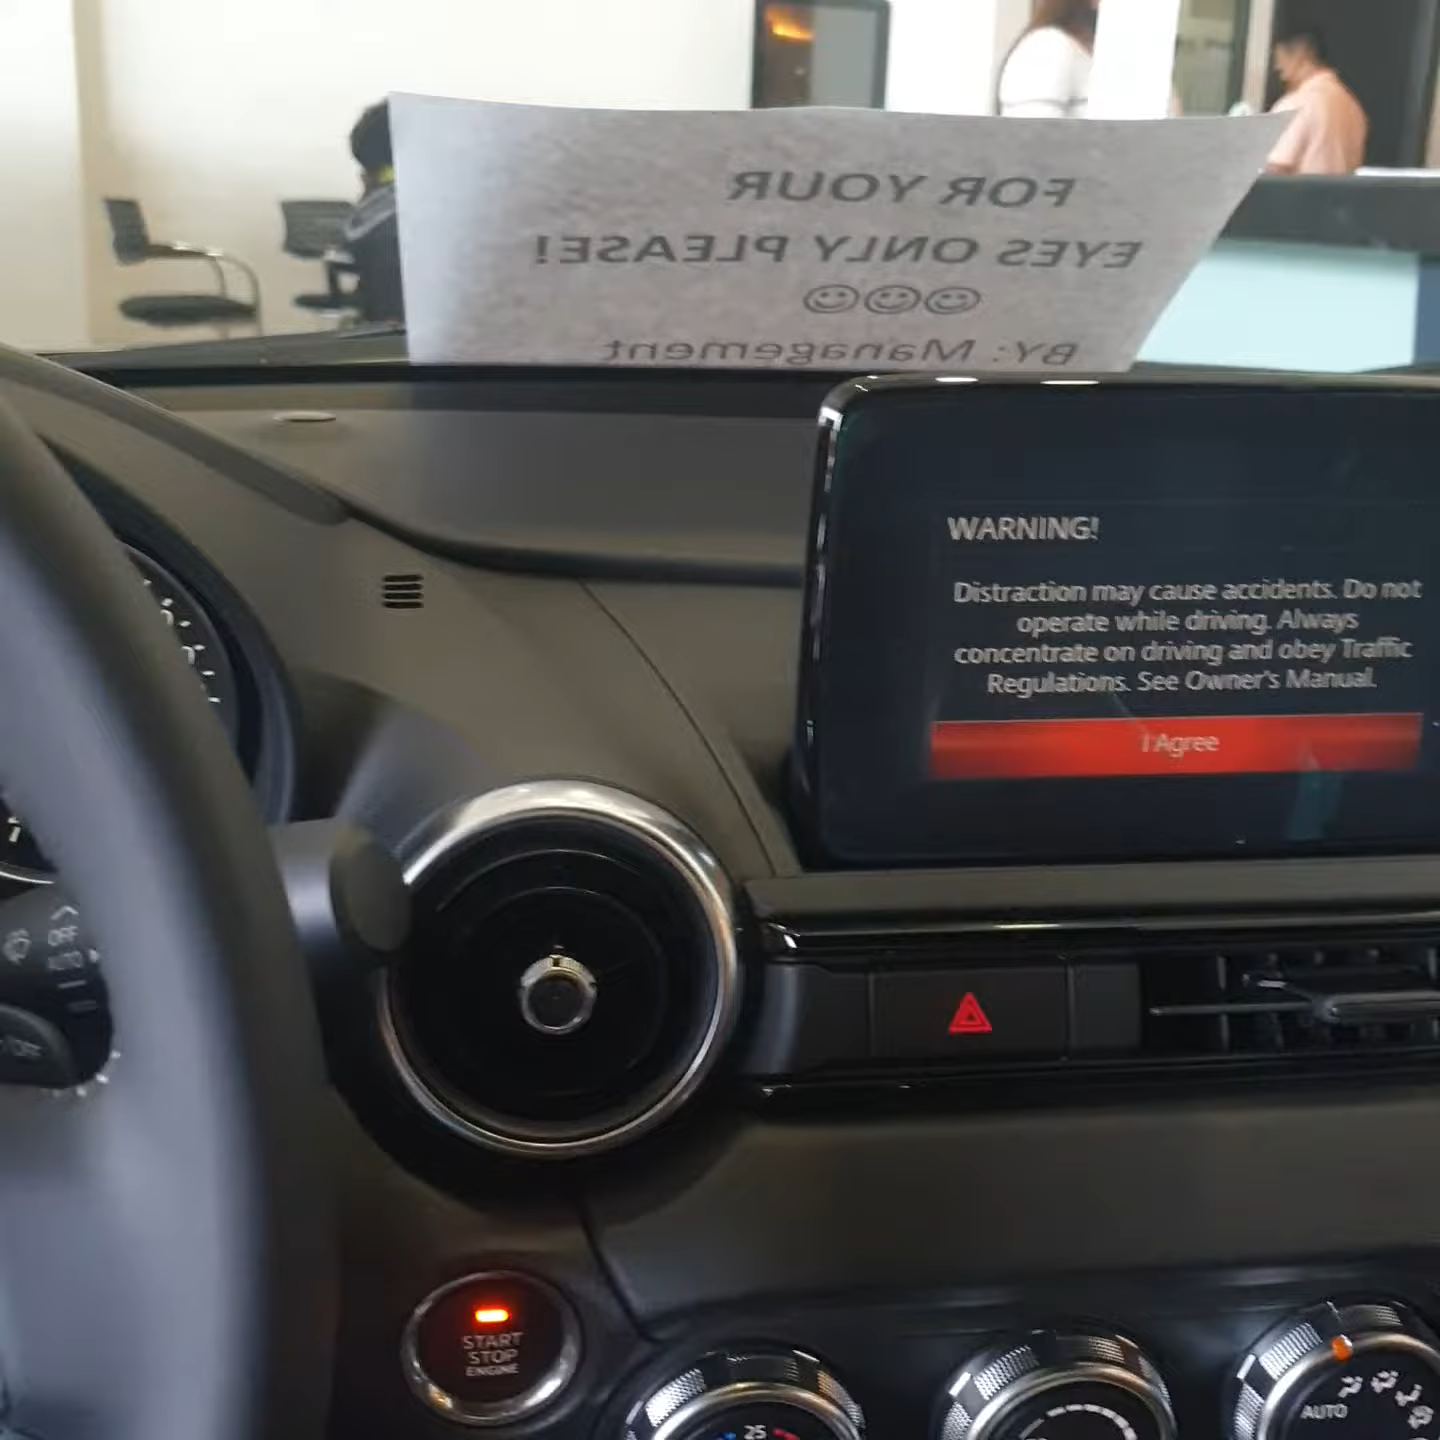 FOR YOUR
EYES ONLY PLEASE!
☺☺☺
BY: Management
WARNING!
Distraction may cause accidents. Do not
operate while driving. Always
concentrate on driving and obey Traffic
Regulations. See Owner's Manual.
I Agree
OFF
AUTO
OFF
START
STOP
ENGINE
25
AUTO